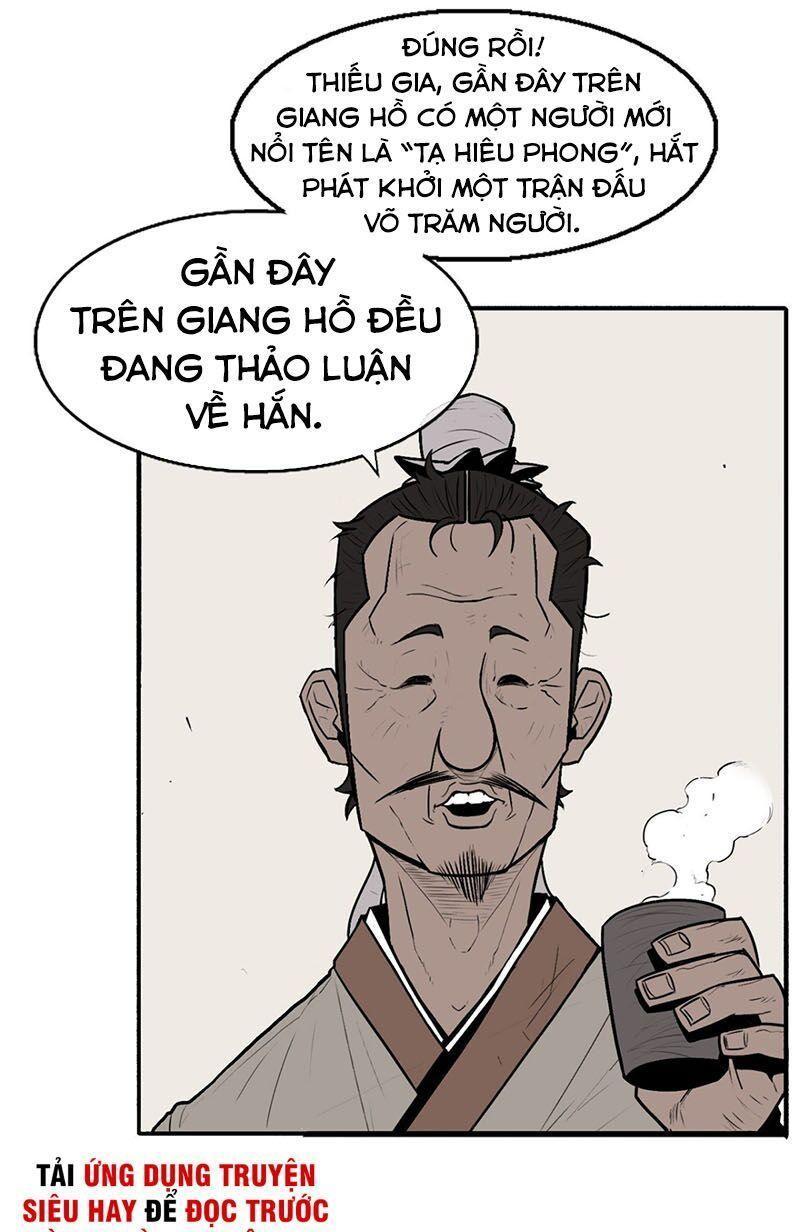 ĐÚNG RỒI!
THIẾU GIA, GẦN ĐÂY TRÊN
GIANG HỒ CÓ MỘT NGƯỜI MỚI
NỔI TÊN LÀ “TẠ HIÊU PHONG”, HẮT
PHÁT KHỞI MỘT TRẬN ĐẤU
VÕ TRĂM NGƯỜI.
GẦN ĐÂY
TRÊN GIANG HỒ ĐỀU
ĐANG THẢO LUẬN
VỀ HẮN.
TẢI ỨNG DỤNG TRUYỆN
SIÊU HAY ĐỂ ĐỌC TRƯỚC